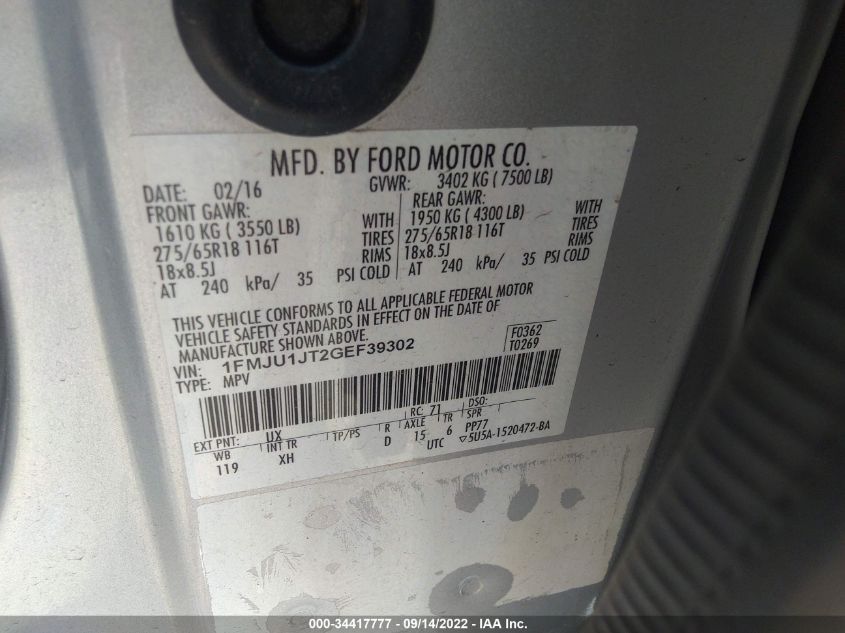 MFD. BY FORD MOTOR CO.
DATE: 02/16 GVWR: 3402 KG ( 7500 LB)
FRONT GAWR: REAR GAWR:
1610 KG ( 3550 LB) WITH 1950 KG ( 4300 LB) WITH
275/65R18 116T TIRES 275/65R18 116T TIRES
18x8.5J RIMS 18x8.5J RIMS
AT 240 kPa/ 35 PSI COLD AT 240 kPa/ 35 PSI COLD
THIS VEHICLE CONFORMS TO ALL APPLICABLE FEDERAL MOTOR
VEHICLE SAFETY STANDARDS IN EFFECT ON THE DATE OF
MANUFACTURE SHOWN ABOVE.
VIN: 1FMJU1JT2GEF39302 F0362
TYPE: MPV T0269
EXT PNT: UX RC: 71 DSO:
WB INT TR TP/PS R AXLE TR SPR
119 XH D 15 6 PP77
UTC ▽5U5A-1520472-BA
000-34417777 - 09/14/2022 - IAA Inc.